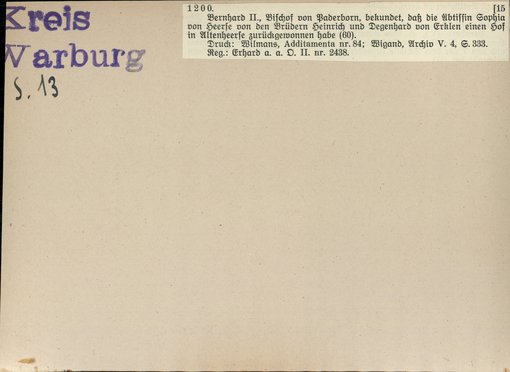 Kreis
Warburg
S. 13
1200. [15
Bernhard II., Bischof von Paderborn, bekundet, daß die Äbtissin Sophia
von Heerse von den Brüdern Heinrich und Degenhard von Erklen einen Hof
in Altenheerse zurückgewonnen habe (60).
Druck: Wilmans, Additamenta nr. 84; Wigand, Archiv V. 4, S. 333.
Reg.: Erhard a. a. O. II. nr. 2438.